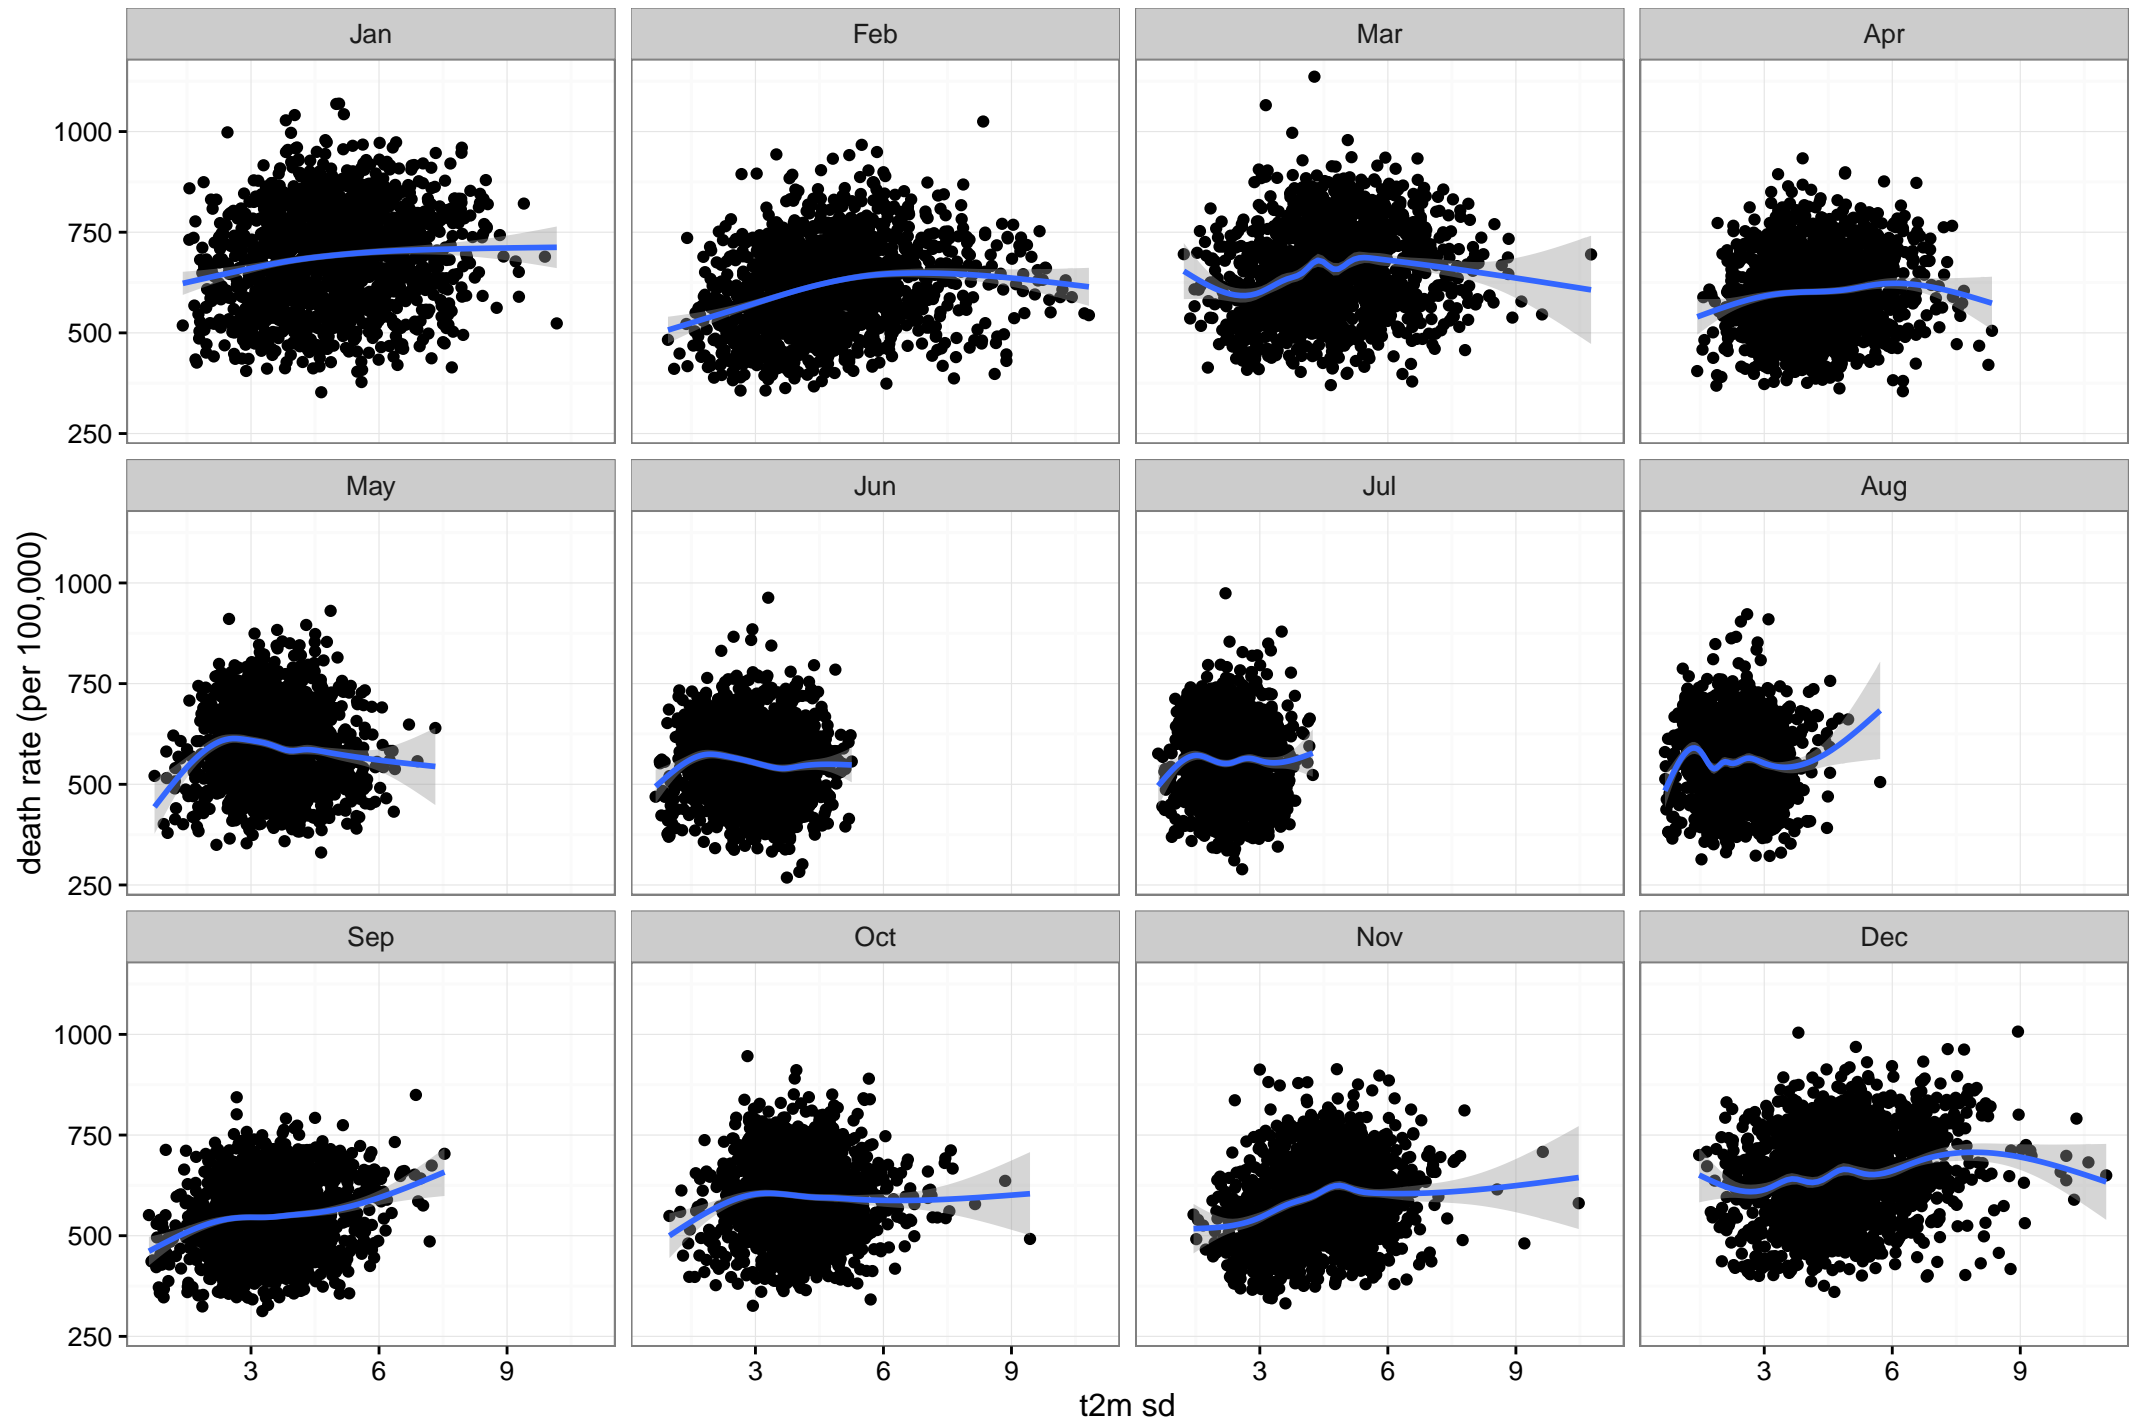 Jan Feb Mar Apr
1000
750
500
250
May Jun Jul Aug
1000
750
500
250
death rate (per 100,000)
Sep Oct Nov Dec
1000
750
500
250
3 6 9 3 6 9 3 6 9 3 6 9
t2m sd